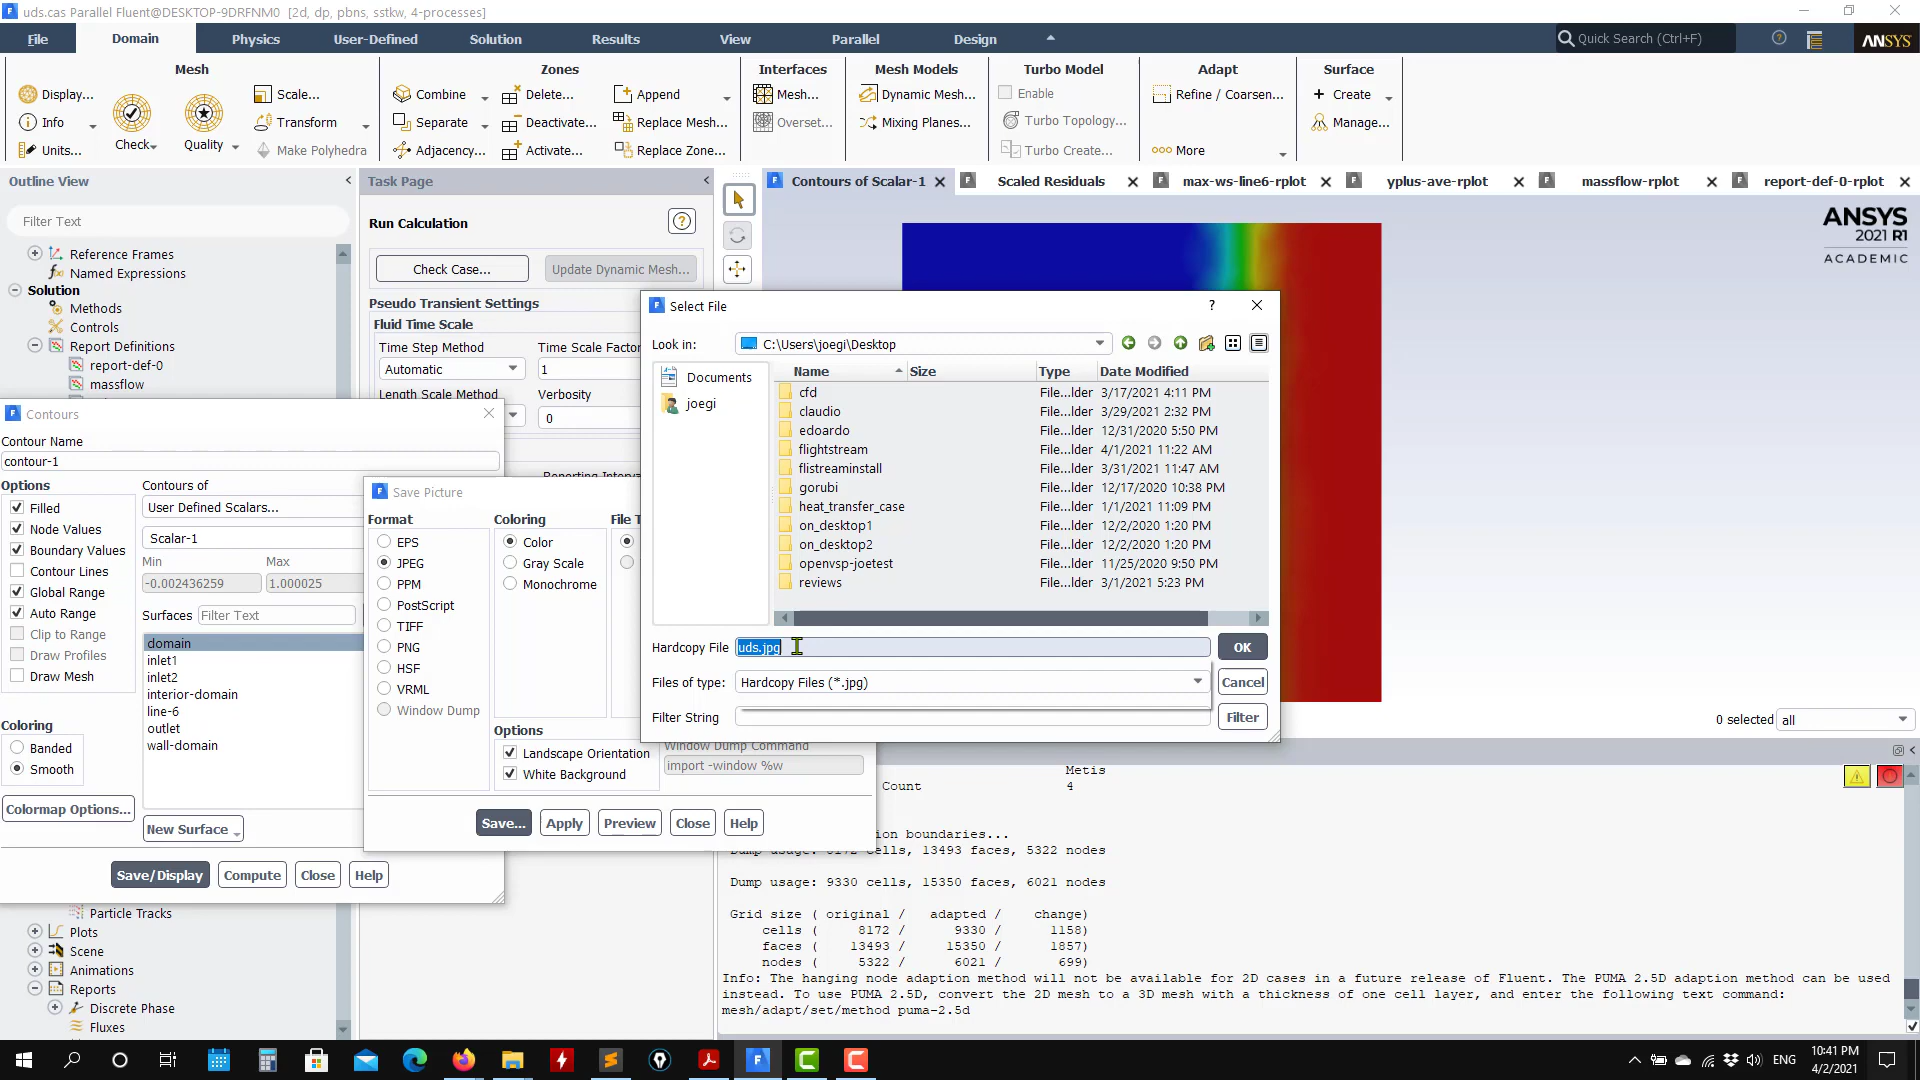 uds.cas Parallel Fluent@DESKTOP-9DRFNM0 [2d, dp, pbns, sstkw, 4-processes]
File Domain Physics User-Defined Solution Results View Parallel Design Quick Search (Ctrl+F) ANSYS
Mesh Zones Interfaces Mesh Models Turbo Model Adapt Surface
Display... Scale... Combine Delete... Append Mesh... Dynamic Mesh... Enable Refine / Coarsen... Create
Info Transform Separate Deactivate... Replace Mesh... Overset... Mixing Planes... Turbo Topology... Manage...
Units... Check Quality Make Polyhedra Adjacency... Activate... Replace Zone... Turbo Create... More
Outline View
Task Page
Contours of Scalar-1 Scaled Residuals max-ws-line6-rplot yplus-ave-rplot massflow-rplot report-def-0-rplot
Filter Text
Reference Frames
Named Expressions
Solution
Methods
Controls
Report Definitions
report-def-0
massflow
Run Calculation
Check Case... Update Dynamic Mesh...
Pseudo Transient Settings
Fluid Time Scale
Time Step Method Time Scale Factor
Automatic 1
Length Scale Method Verbosity
0
Reporting Interval
ANSYS
2021 R1
ACADEMIC
Select File
Look in: C:\Users\joegi\Desktop
Documents
joegi
Name Size Type Date Modified
cfd File...lder 3/17/2021 4:11 PM
claudio File...lder 3/29/2021 2:32 PM
edoardo File...lder 12/31/2020 5:50 PM
flightstream File...lder 4/1/2021 11:22 AM
flistreaminstall File...lder 3/31/2021 11:47 AM
gorubi File...lder 12/17/2020 10:38 PM
heat_transfer_case File...lder 1/1/2021 11:09 PM
on_desktop1 File...lder 12/2/2020 1:20 PM
on_desktop2 File...lder 12/2/2020 1:20 PM
openvsp-joetest File...lder 11/25/2020 9:50 PM
reviews File...lder 3/1/2021 5:23 PM
Hardcopy File uds.jpg OK
Files of type: Hardcopy Files (*.jpg) Cancel
Filter String Filter
Contours
Contour Name
contour-1
Options
Filled
Node Values
Boundary Values
Contour Lines
Global Range
Auto Range
Clip to Range
Draw Profiles
Draw Mesh
Coloring
Banded
Smooth
Colormap Options...
Contours of
User Defined Scalars...
Scalar-1
Min Max
-0.002436259 1.000025
Surfaces Filter Text
domain
inlet1
inlet2
interior-domain
line-6
outlet
wall-domain
New Surface
Save/Display Compute Close Help
Save Picture
Format
EPS
JPEG
PPM
PostScript
TIFF
PNG
HSF
VRML
Window Dump
Coloring
Color
Gray Scale
Monochrome
File T
Options
Landscape Orientation
White Background
Window Dump Command
import -window %w
Save... Apply Preview Close Help
0 selected all
Particle Tracks
Plots
Scene
Animations
Reports
Discrete Phase
Fluxes
Metis
Count 4
ion boundaries...
cells, 13493 faces, 5322 nodes
Dump usage: 9330 cells, 15350 faces, 6021 nodes
Grid size ( original / adapted / change)
cells ( 8172 / 9330 / 1158)
faces ( 13493 / 15350 / 1857)
nodes ( 5322 / 6021 / 699)
Info: The hanging node adaption method will not be available for 2D cases in a future release of Fluent. The PUMA 2.5D adaption method can be used
instead. To use PUMA 2.5D, convert the 2D mesh to a 3D mesh with a thickness of one cell layer, and enter the following text command:
mesh/adapt/set/method puma-2.5d
ENG
10:41 PM
4/2/2021